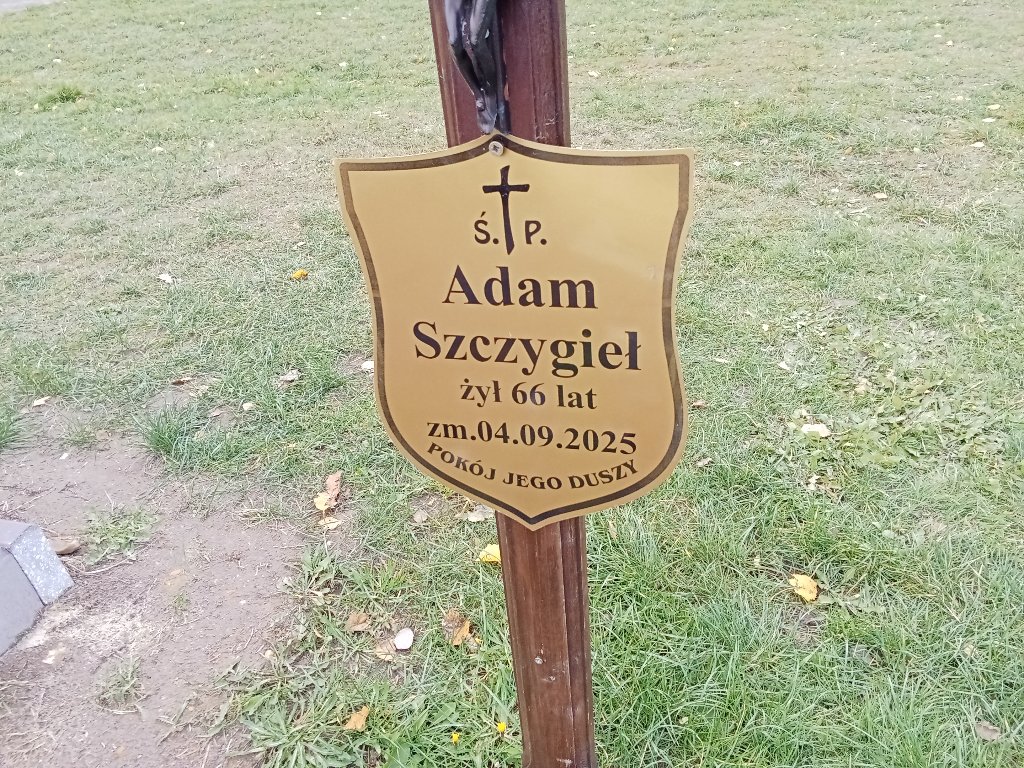 Ś. P.
Adam
Szczygieł
żył 66 lat
zm.04.09.2025
POKÓJ JEGO DUSZY